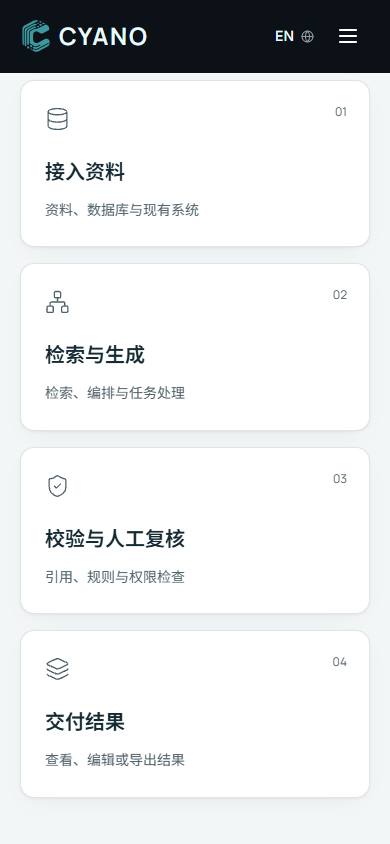 CYANO
EN
01
接入资料
资料、数据库与现有系统
02
检索与生成
检索、编排与任务处理
03
校验与人工复核
引用、规则与权限检查
04
交付结果
查看、编辑或导出结果